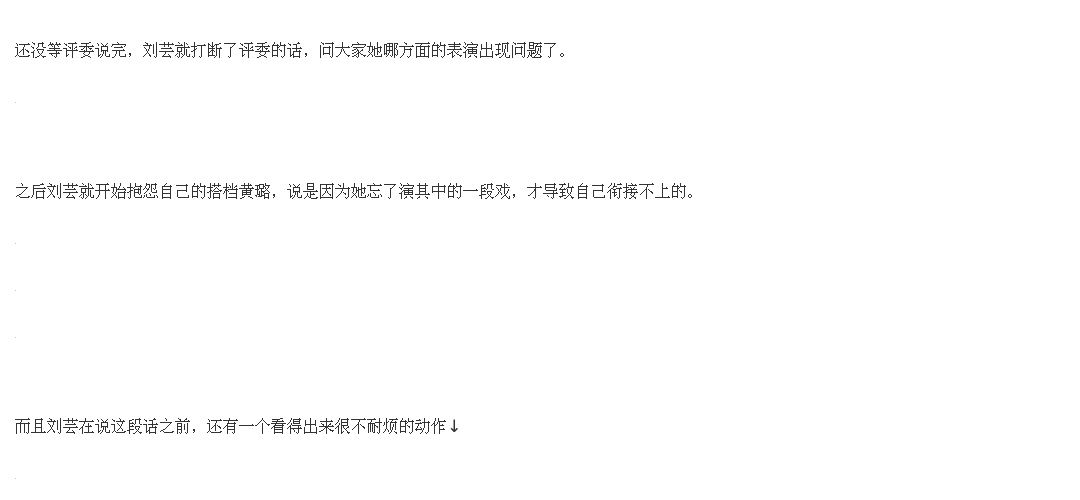 还没等评委说完，刘芸就打断了评委的话，问大家她哪方面的表演出现问题了。
之后刘芸就开始抱怨自己的搭档黄璐，说是因为她忘了演其中的一段戏，才导致自己衔接不上的。
而且刘芸在说这段话之前，还有一个看得出来很不耐烦的动作↓